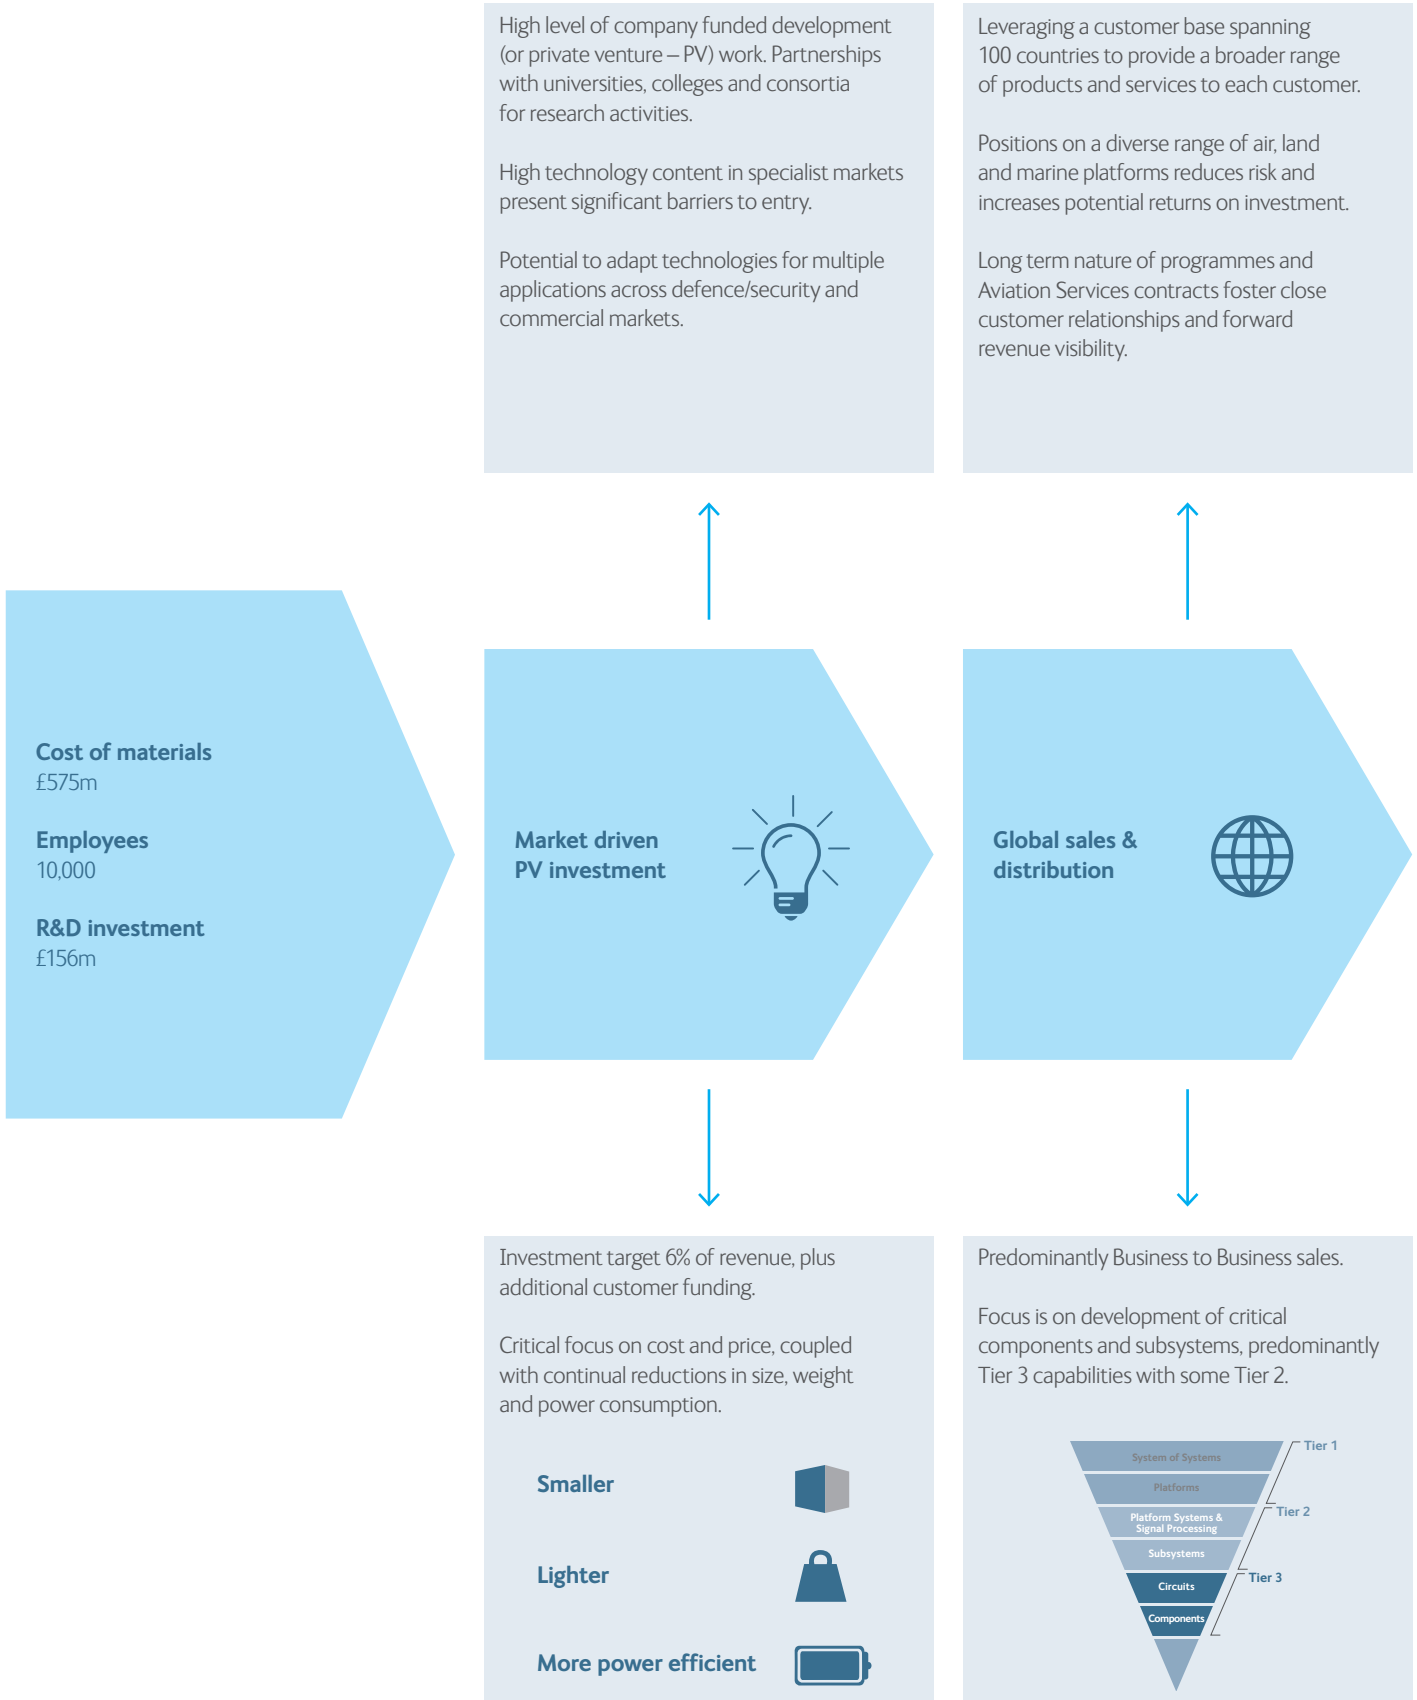 High level of company funded development
(or private venture – PV) work. Partnerships
with universities, colleges and consortia
for research activities.
High technology content in specialist markets
present significant barriers to entry.
Potential to adapt technologies for multiple
applications across defence/security and
commercial markets.
Leveraging a customer base spanning
100 countries to provide a broader range
of products and services to each customer.
Positions on a diverse range of air, land
and marine platforms reduces risk and
increases potential returns on investment.
Long term nature of programmes and
Aviation Services contracts foster close
customer relationships and forward
revenue visibility.
Cost of materials
£575m
Employees
10,000
R&D investment
£156m
Market driven
PV investment
Global sales &
distribution
Investment target 6% of revenue, plus
additional customer funding.
Critical focus on cost and price, coupled
with continual reductions in size, weight
and power consumption.
Smaller
Lighter
More power efficient
Predominantly Business to Business sales.
Focus is on development of critical
components and subsystems, predominantly
Tier 3 capabilities with some Tier 2.
System of Systems
Tier 1
Platforms
Platform Systems &
Signal Processing
Tier 2
Subsystems
Circuits
Tier 3
Components